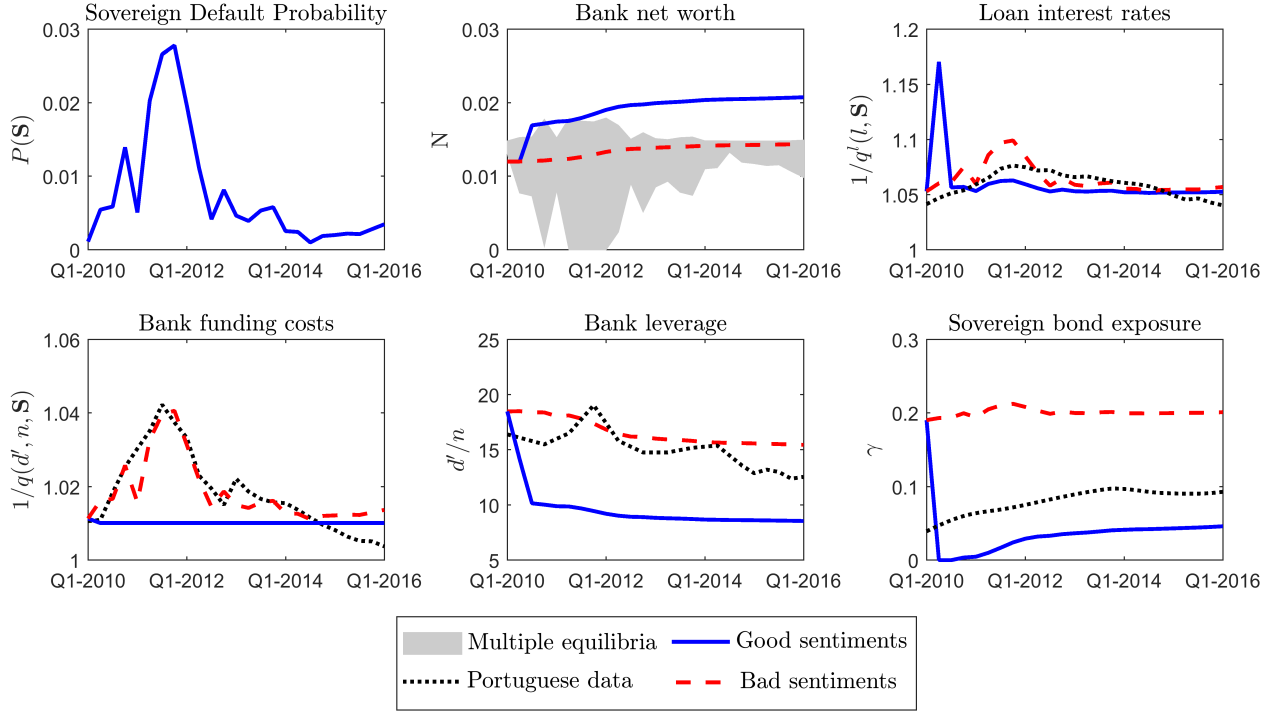 Sovereign Default Probability
0.03
0.02
0.01
0
P(S)
Q1-2010 Q1-2012 Q1-2014 Q1-2016
Bank net worth
0.03
0.02
0.01
0
N
Q1-2010 Q1-2012 Q1-2014 Q1-2016
Loan interest rates
1.2
1.15
1.1
1.05
1
1/q^l(l, S)
Q1-2010 Q1-2012 Q1-2014 Q1-2016
Bank funding costs
1.06
1.04
1.02
1
1/q(d′, n, S)
Q1-2010 Q1-2012 Q1-2014 Q1-2016
Bank leverage
25
20
15
10
5
d′/n
Q1-2010 Q1-2012 Q1-2014 Q1-2016
Sovereign bond exposure
0.3
0.2
0.1
0
γ
Q1-2010 Q1-2012 Q1-2014 Q1-2016
Multiple equilibria Good sentiments
Portuguese data Bad sentiments